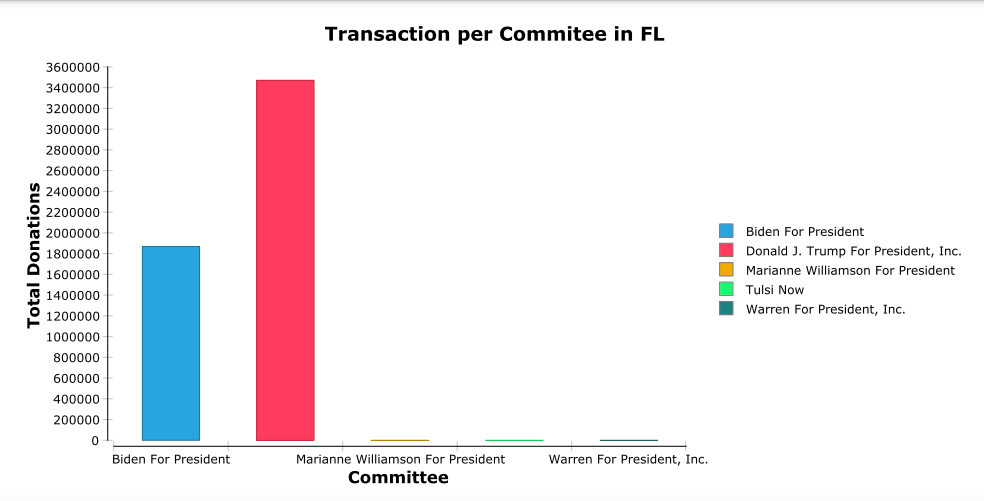 Transaction per Commitee in FL
Total Donations
3600000
3400000
3200000
3000000
2800000
2600000
2400000
2200000
2000000
1800000
1600000
1400000
1200000
1000000
800000
600000
400000
200000
0
Biden For President
Marianne Williamson For President
Warren For President, Inc.
Committee
Biden For President
Donald J. Trump For President, Inc.
Marianne Williamson For President
Tulsi Now
Warren For President, Inc.